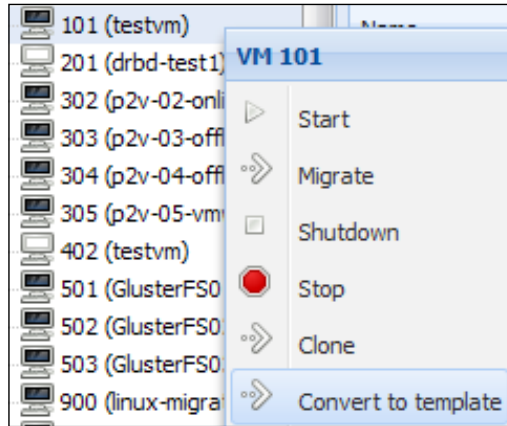 101 (testvm)
201 (drbd-test1)
302 (p2v-02-onli
303 (p2v-03-offl
304 (p2v-04-offl
305 (p2v-05-vm
402 (testvm)
501 (GlusterFS0
502 (GlusterFS0
503 (GlusterFS0
900 (linux-migra
Name
VM 101
Start
Migrate
Shutdown
Stop
Clone
Convert to template